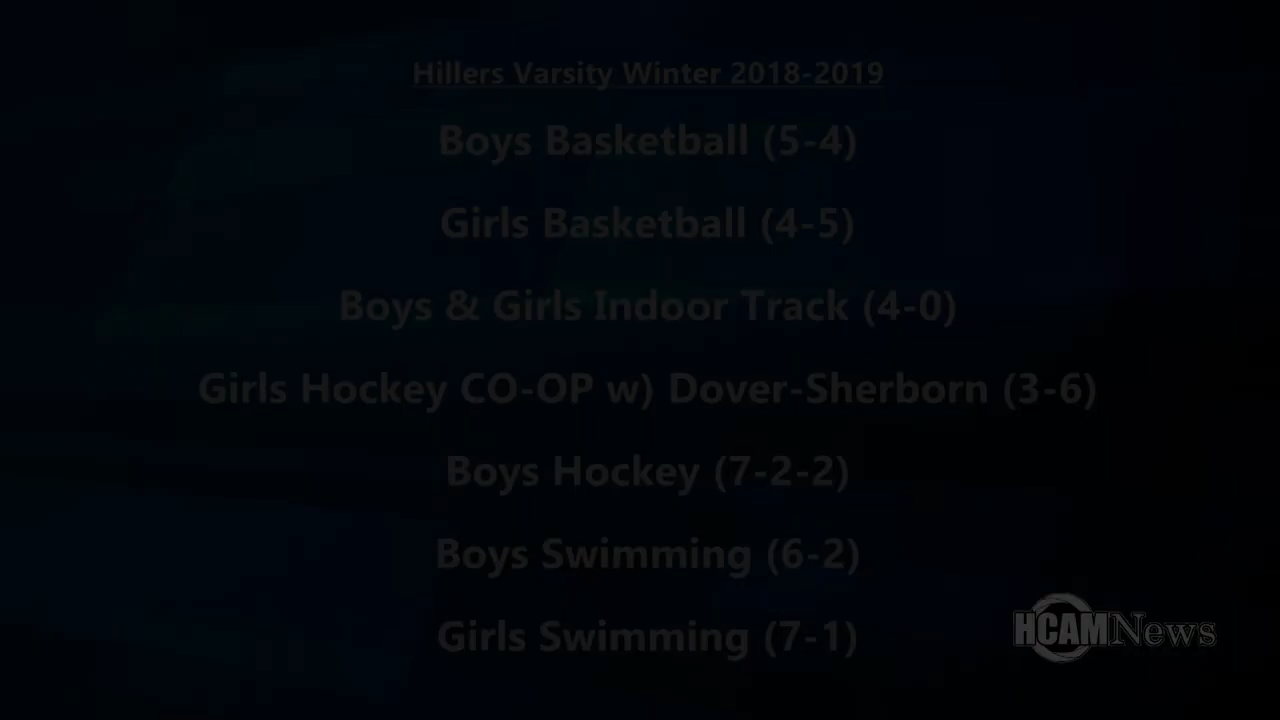 Hillers Varsity Winter 2018-2019
Boys Basketball (5-4)
Girls Basketball (4-5)
Boys & Girls Indoor Track (4-0)
Girls Hockey CO-OP w) Dover-Sherborn (3-6)
Boys Hockey (7-2-2)
Boys Swimming (6-2)
Girls Swimming (7-1)
HCAMNews